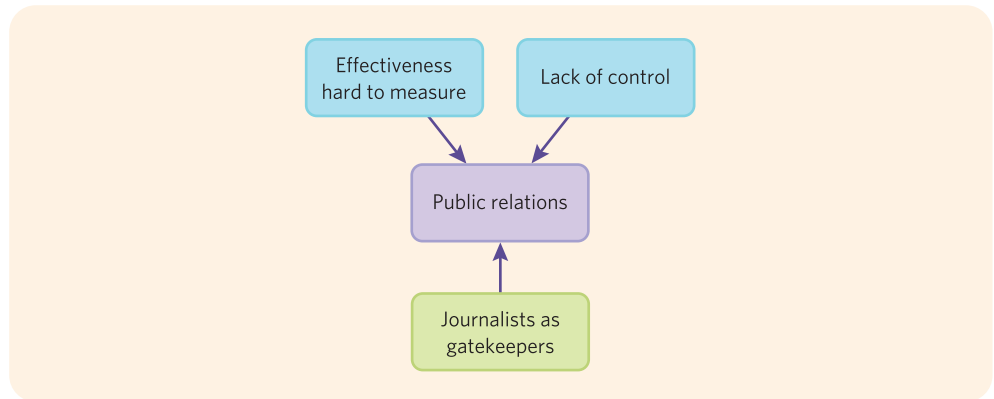 Effectiveness
hard to measure
Lack of control
Public relations
Journalists as
gatekeepers